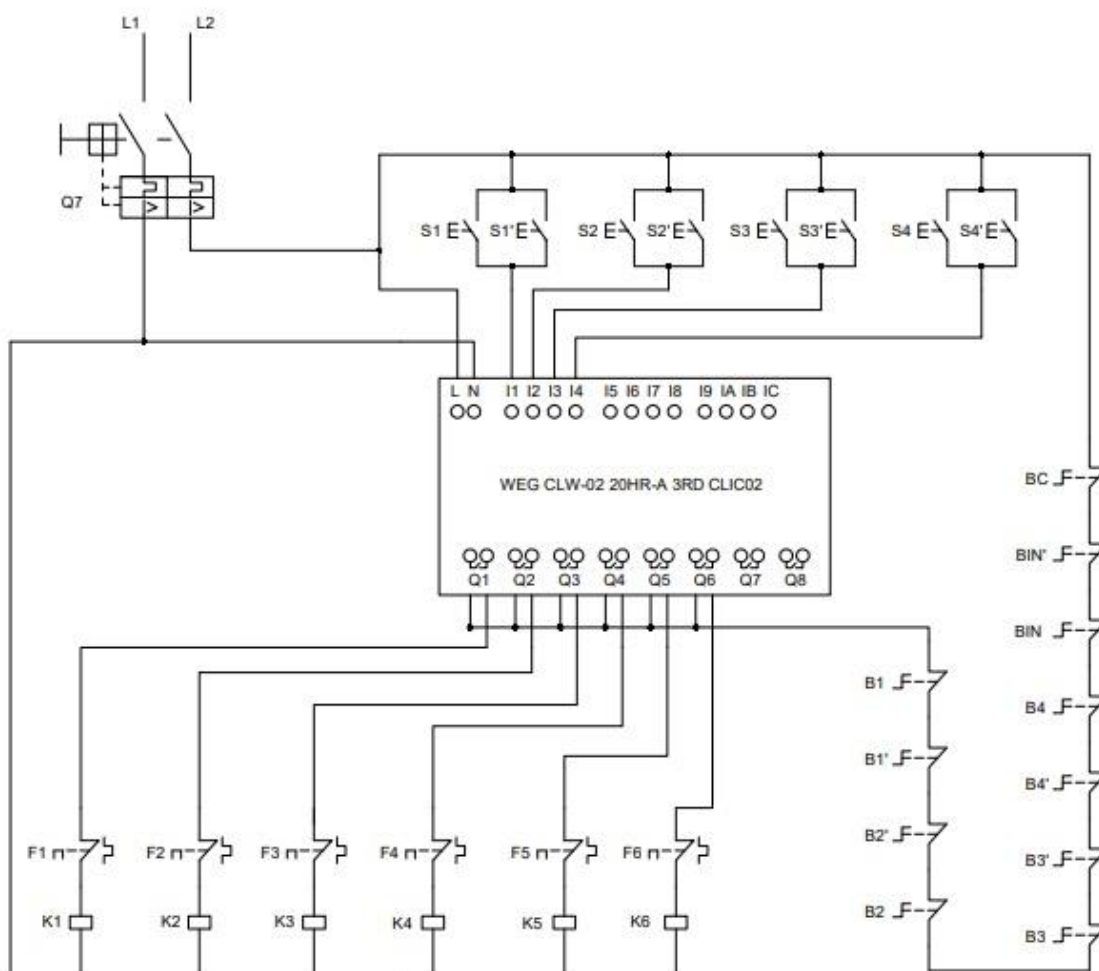 L1 L2
Q7
S1 S1' S2 S2' S3 S3' S4 S4'
L N I1 I2 I3 I4 I5 I6 I7 I8 I9 IA IB IC
WEG CLW-02 20HR-A 3RD CLIC02
Q1 Q2 Q3 Q4 Q5 Q6 Q7 Q8
BC
BIN'
BIN
B1 B4
B1' B4'
B2' B3'
F1 F2 F3 F4 F5 F6
B2 B3
K1 K2 K3 K4 K5 K6